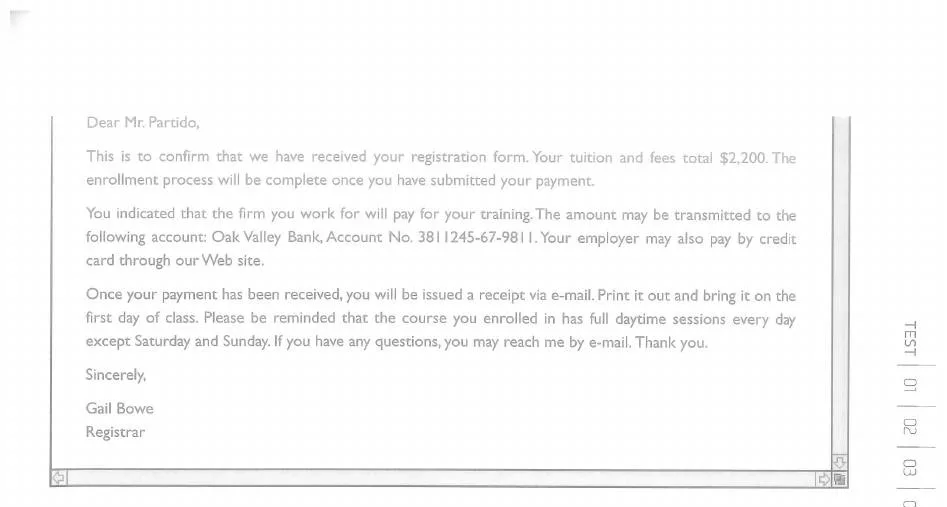 Dear Mr. Partido,
This is to confirm that we have received your registration form. Your tuition and fees total $2,200. The
enrollment process will be complete once you have submitted your payment.
You indicated that the firm you work for will pay for your training. The amount may be transmitted to the
following account: Oak Valley Bank, Account No. 3811245-67-9811. Your employer may also pay by credit
card through our Web site.
Once your payment has been received, you will be issued a receipt via e-mail. Print it out and bring it on the
first day of class. Please be reminded that the course you enrolled in has full daytime sessions every day
except Saturday and Sunday. If you have any questions, you may reach me by e-mail. Thank you.
Sincerely,
Gail Bowe
Registrar
TEST 01 02 03